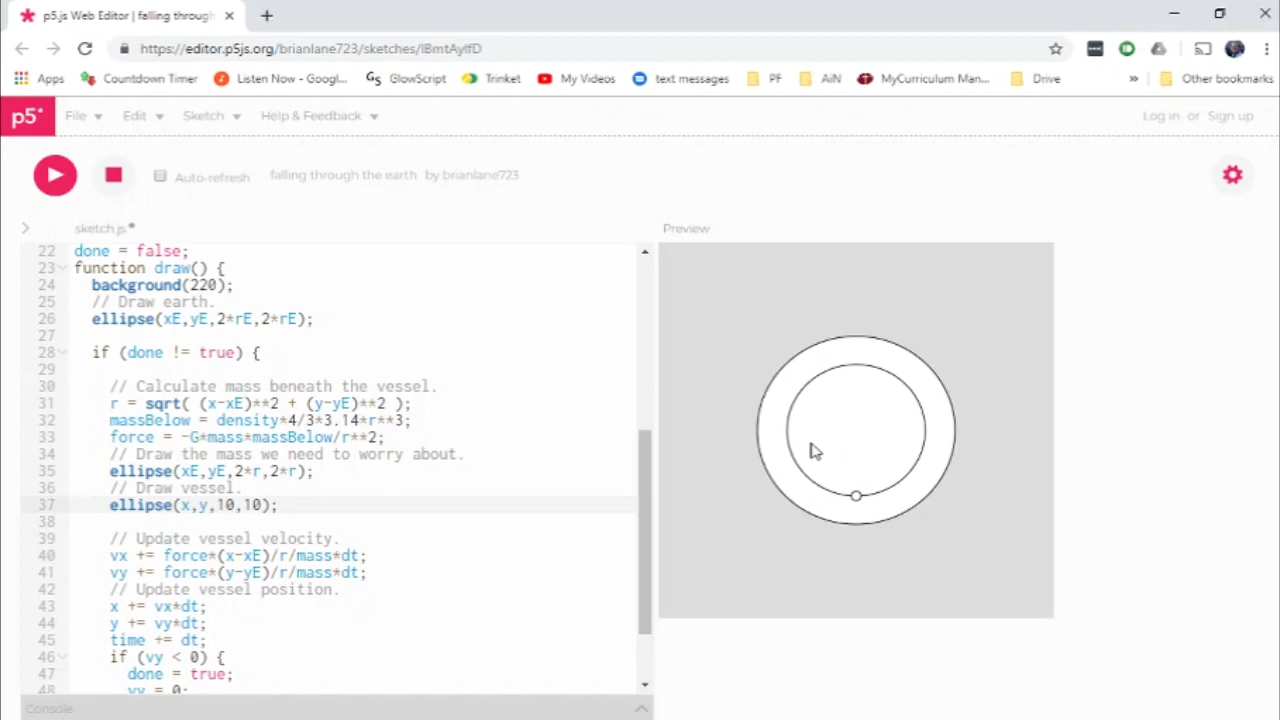 p5.js Web Editor | falling through
https://editor.p5js.org/brianlane723/sketches/lBmtAylfD
Apps Countdown Timer Listen Now - Googl... GlowScript Trinket My Videos text messages PF AiN MyCurriculum Man... Drive » Other bookmarks
p5* File Edit Sketch Help & Feedback Log in or Sign up
Auto-refresh falling through the earth by brianlane723
sketch.js Preview
22 done = false;
23 function draw() {
24 background(220);
25 // Draw earth.
26 ellipse(xE,yE,2*rE,2*rE);
27
28 if (done != true) {
29
30 // Calculate mass beneath the vessel.
31 r = sqrt( (x-xE)**2 + (y-yE)**2 );
32 massBelow = density*4/3*3.14*r**3;
33 force = -G*mass*massBelow/r**2;
34 // Draw the mass we need to worry about.
35 ellipse(xE,yE,2*r,2*r);
36 // Draw vessel.
37 ellipse(x,y,10,10);
38
39 // Update vessel velocity.
40 vx += force*(x-xE)/r/mass*dt;
41 vy += force*(y-yE)/r/mass*dt;
42 // Update vessel position.
43 x += vx*dt;
44 y += vy*dt;
45 time += dt;
46 if (vy < 0) {
47 done = true;
48 vy = 0;
Console